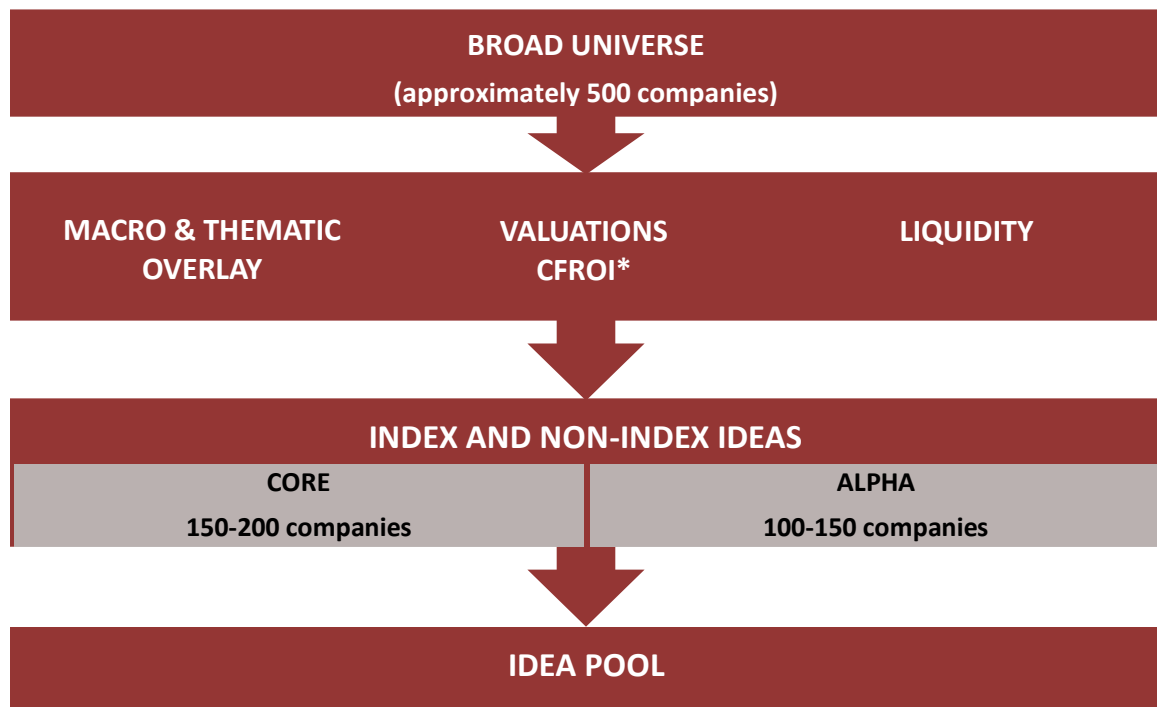 BROAD UNIVERSE
(approximately 500 companies)
MACRO & THEMATIC
OVERLAY
VALUATIONS
CFROI*
LIQUIDITY
INDEX AND NON-INDEX IDEAS
CORE
150-200 companies
ALPHA
100-150 companies
IDEA POOL